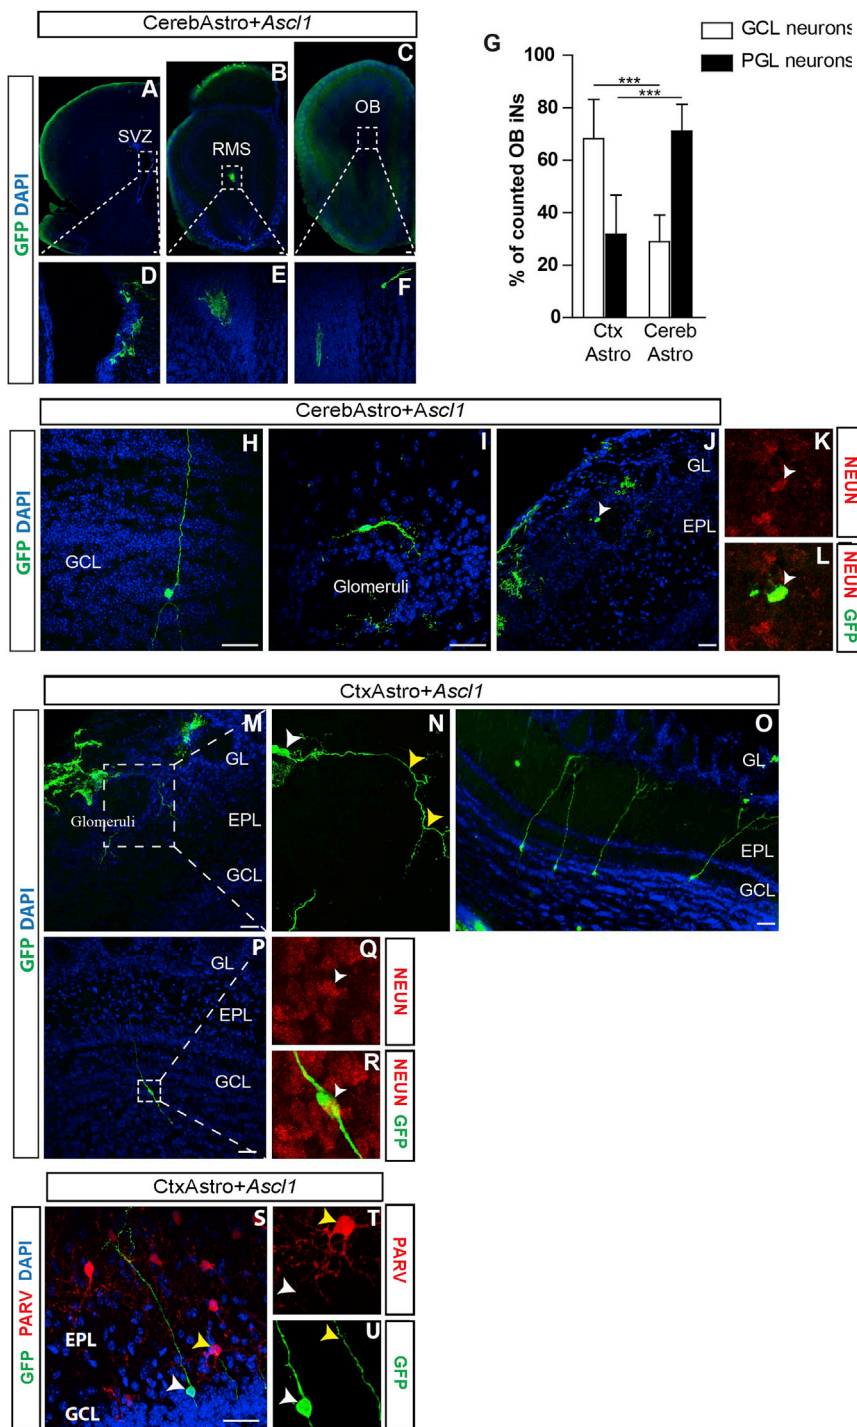 CerebAstro+Ascl1
GFP DAPI
A
SVZ
B
RMS
C
OB
D
E
F
G
GCL neurons
PGL neurons
% of counted OB iNs
100
80
60
40
20
0
***
***
Ctx
Astro
Cereb
Astro
CerebAstro+Ascl1
GFP DAPI
H
GCL
I
Glomeruli
J
GL
EPL
K
NEUN
L
NEUN GFP
CtxAstro+Ascl1
GFP DAPI
M
GL
Glomeruli
EPL
GCL
N
O
GL
EPL
GCL
P
GL
EPL
GCL
Q
NEUN
R
NEUN GFP
CtxAstro+Ascl1
GFP PARV DAPI
S
EPL
GCL
T
PARV
U
GFP